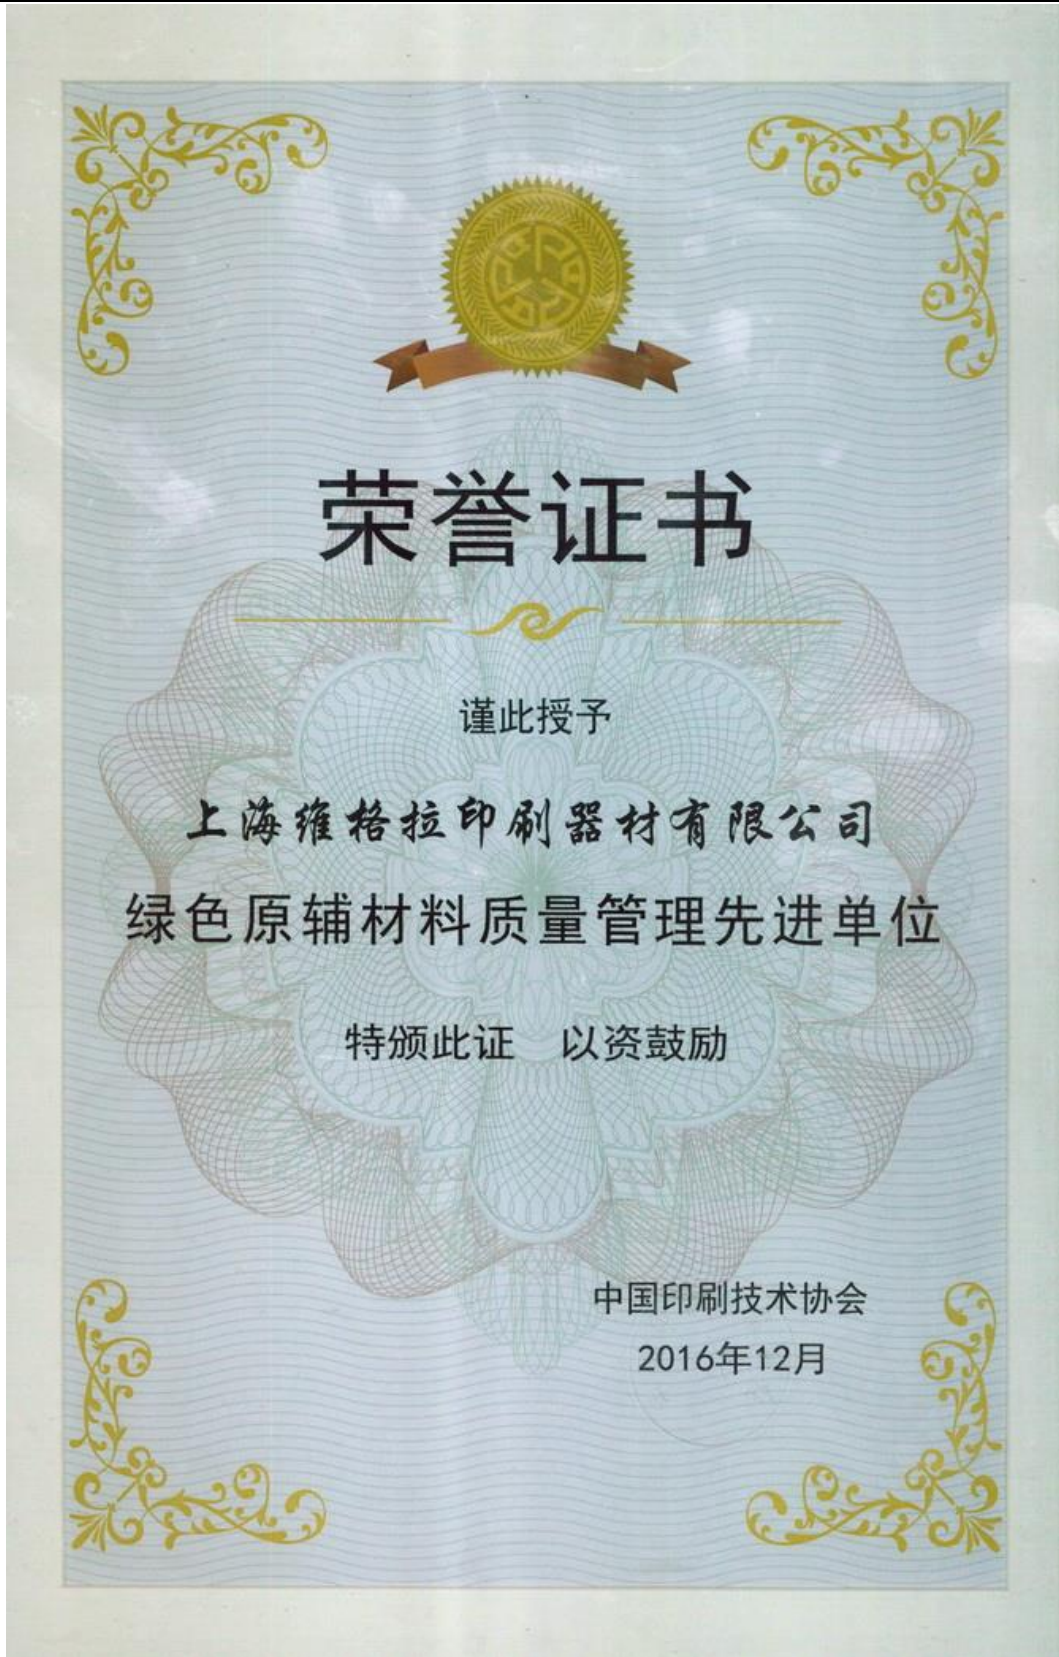 荣誉证书
谨此授予
上海维格拉印刷器材有限公司
绿色原辅材料质量管理先进单位
特颁此证 以资鼓励
中国印刷技术协会
2016年12月